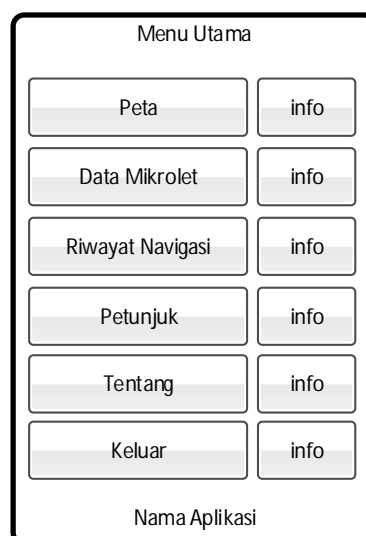 Menu Utama
Peta info
Data Mikrolet info
Riwayat Navigasi info
Petunjuk info
Tentang info
Keluar info
Nama Aplikasi